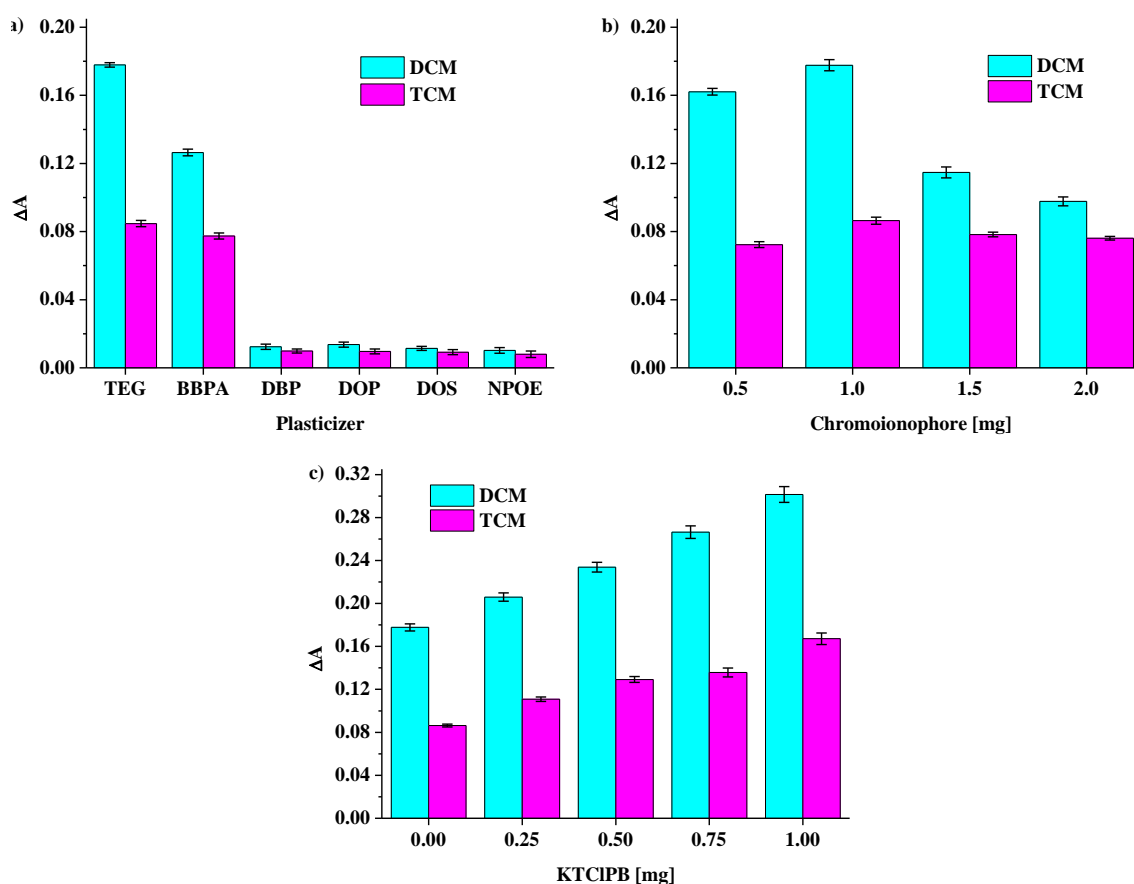 a)
0.20
0.16
0.12
0.08
0.04
0.00
ΔA
DCM
TCM
TEG BBPA DBP DOP DOS NPOE
Plasticizer
b)
0.20
0.16
0.12
0.08
0.04
0.00
ΔA
DCM
TCM
0.5 1.0 1.5 2.0
Chromoionophore [mg]
c)
0.32
0.28
0.24
0.20
0.16
0.12
0.08
0.04
0.00
ΔA
DCM
TCM
0.00 0.25 0.50 0.75 1.00
KTClPB [mg]